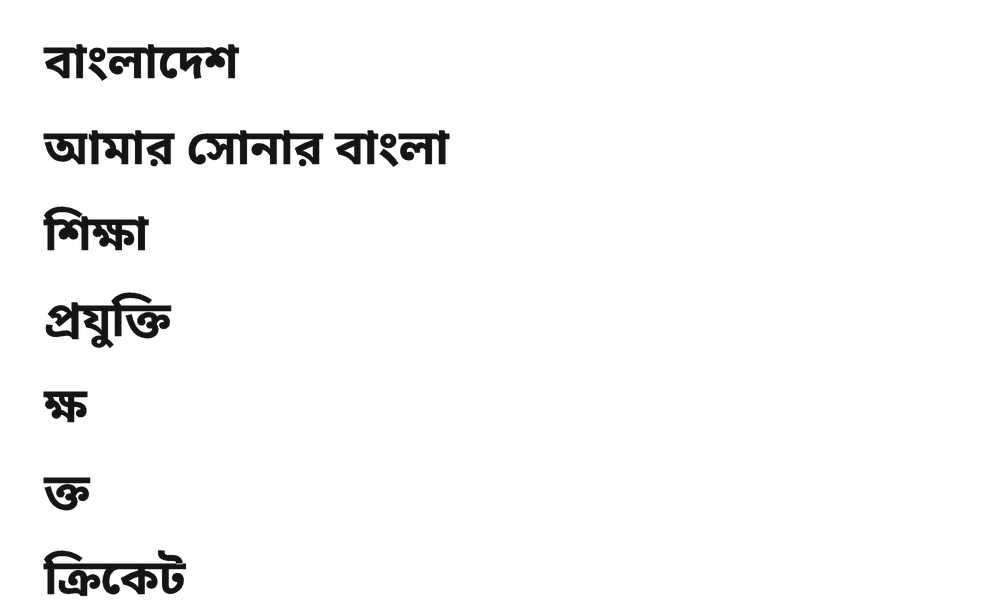 বাংলাদেশ
আমার সোনার বাংলা
শিক্ষা
প্রযুক্তি
ক্ষ
ক্ত
ক্রিকেট